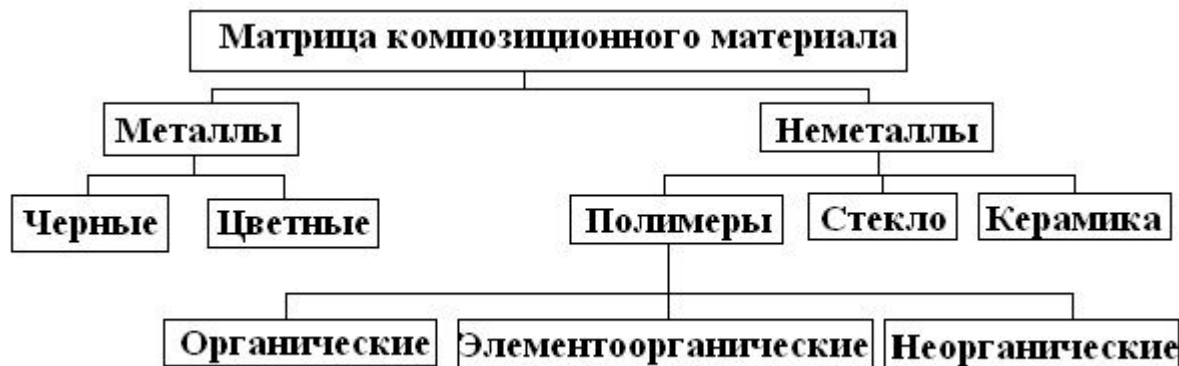 Матрица композиционного материала
Металлы
Неметаллы
Черные
Цветные
Полимеры
Стекло
Керамика
Органические
Элементоорганические
Неорганические